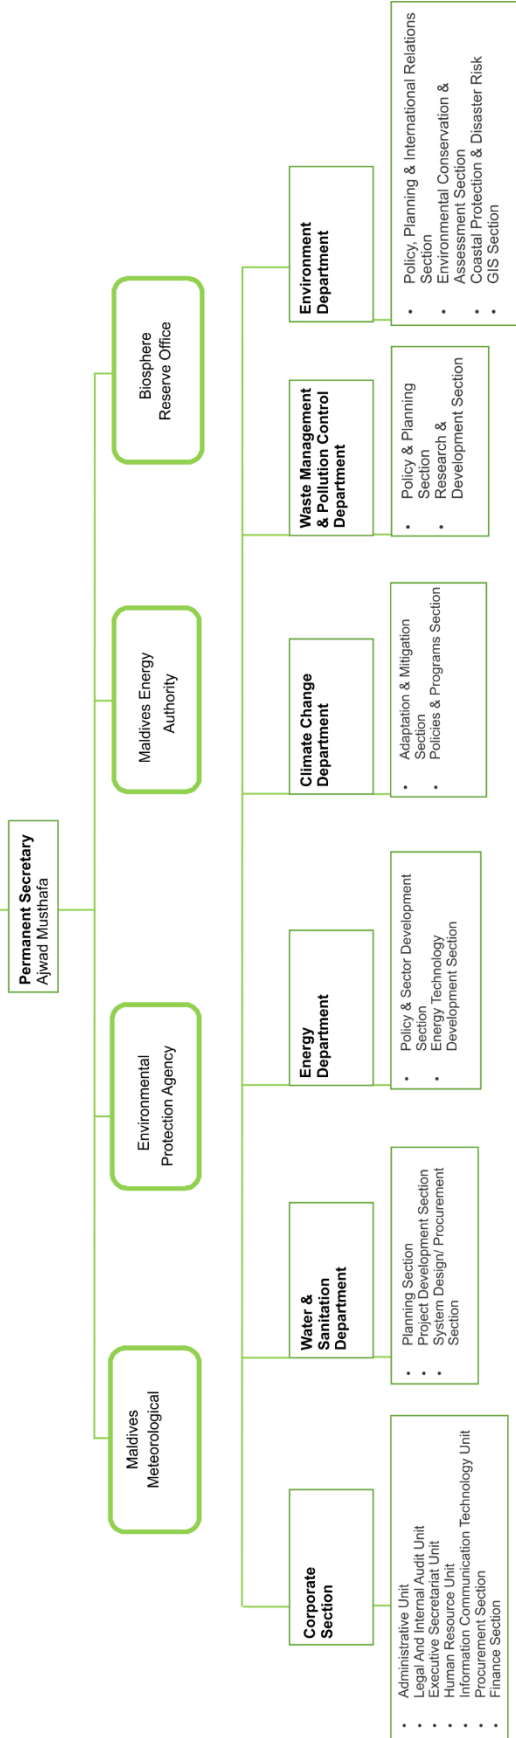 Permanent Secretary
Ajwad Musthafa
Maldives
Meteorological
Environmental
Protection Agency
Maldives Energy
Authority
Biosphere
Reserve Office
Corporate
Section
Water &
Sanitation
Department
Energy
Department
Climate Change
Department
Waste Management
& Pollution Control
Department
Environment
Department
• Administrative Unit
• Legal And Internal Audit Unit
• Executive Secretariat Unit
• Human Resource Unit
• Information Communication Technology Unit
• Procurement Section
• Finance Section
• Planning Section
• Project Development Section
• System Design/ Procurement
Section
• Policy & Sector Development
Section
• Energy Technology
Development Section
• Adaptation & Mitigation
Section
• Policies & Programs Section
• Policy & Planning
Section
• Research &
Development Section
• Policy, Planning & International Relations
Section
• Environmental Conservation &
Assessment Section
• Coastal Protection & Disaster Risk
• GIS Section